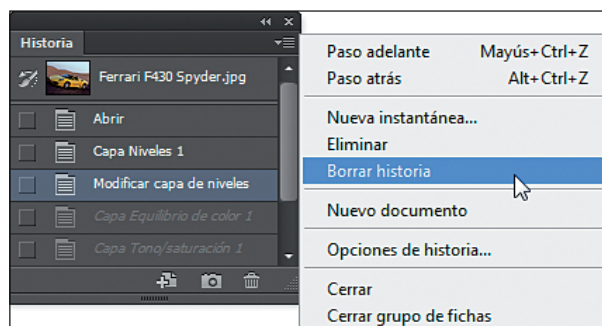 Historia
Ferrari F430 Spyder.jpg
Abrir
Capa Niveles 1
Modificar capa de niveles
Capa Equilibrio de color 1
Capa Tono/saturación 1
Paso adelante Mayús+Ctrl+Z
Paso atrás Alt+Ctrl+Z
Nueva instantánea...
Eliminar
Borrar historia
Nuevo documento
Opciones de historia...
Cerrar
Cerrar grupo de fichas